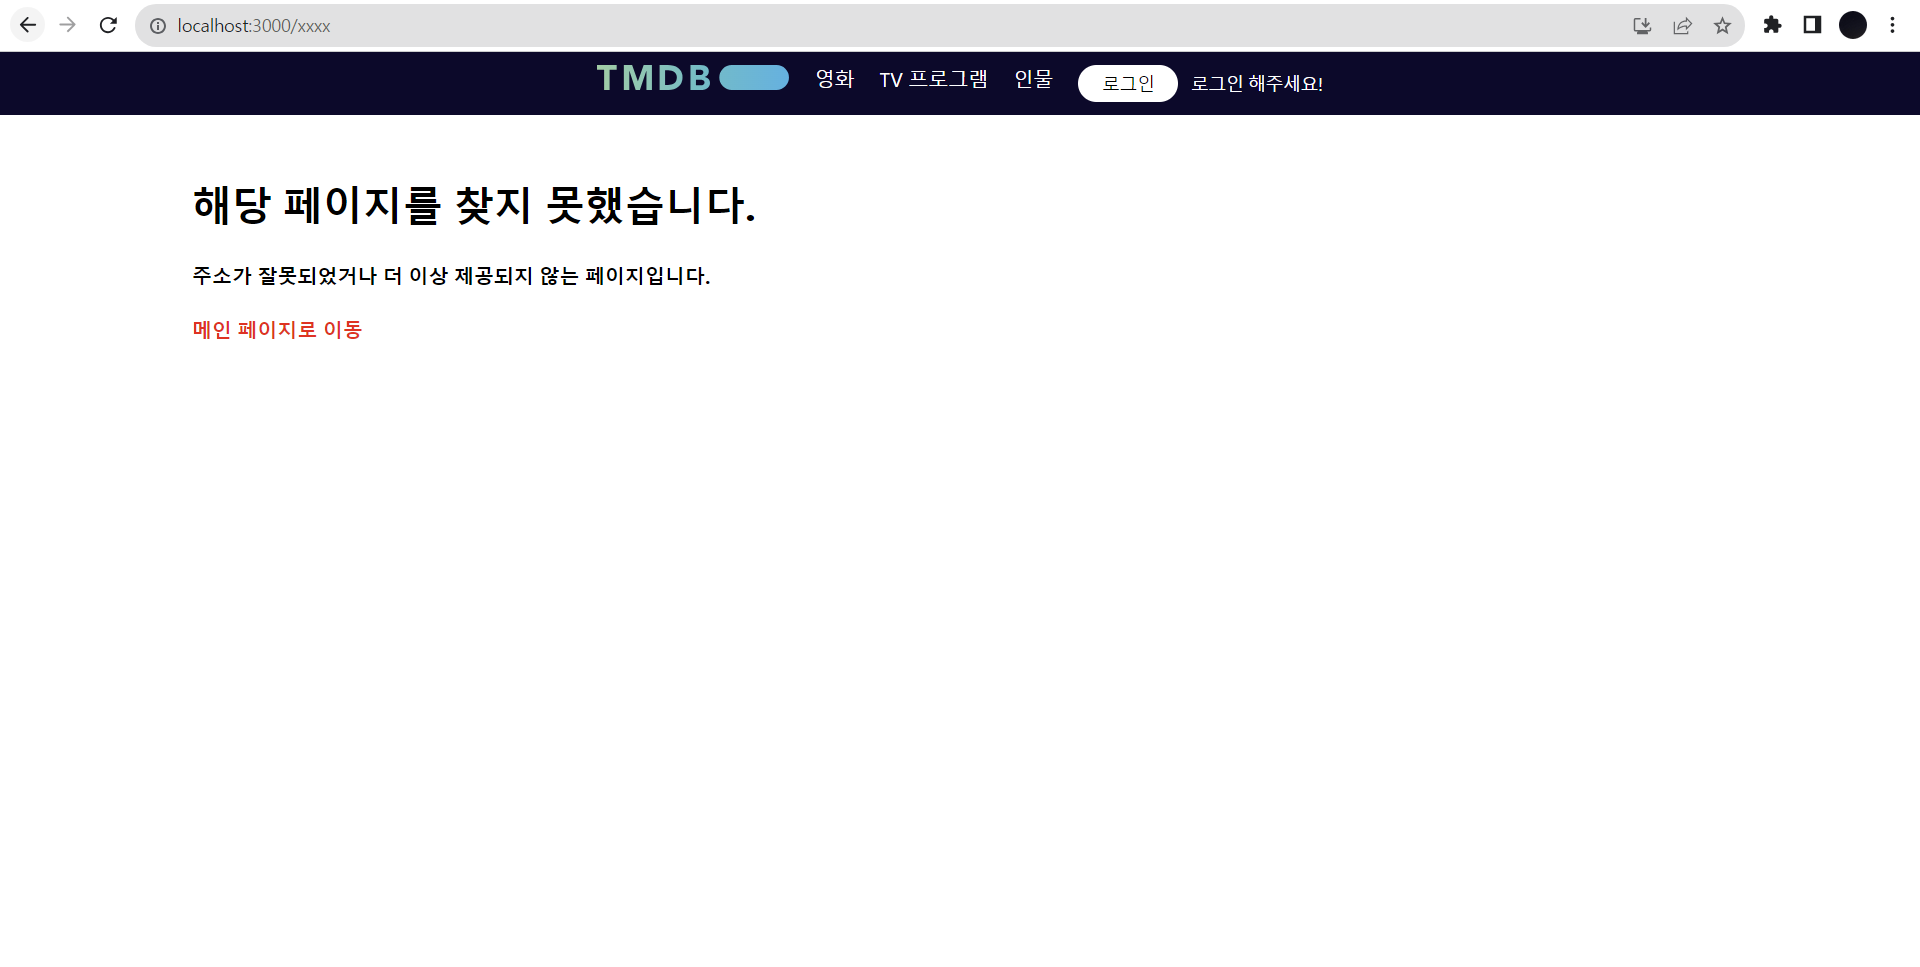 localhost:3000/xxxx
TMDB 영화 TV 프로그램 인물 로그인 로그인 해주세요!
해당 페이지를 찾지 못했습니다.
주소가 잘못되었거나 더 이상 제공되지 않는 페이지입니다.
메인 페이지로 이동